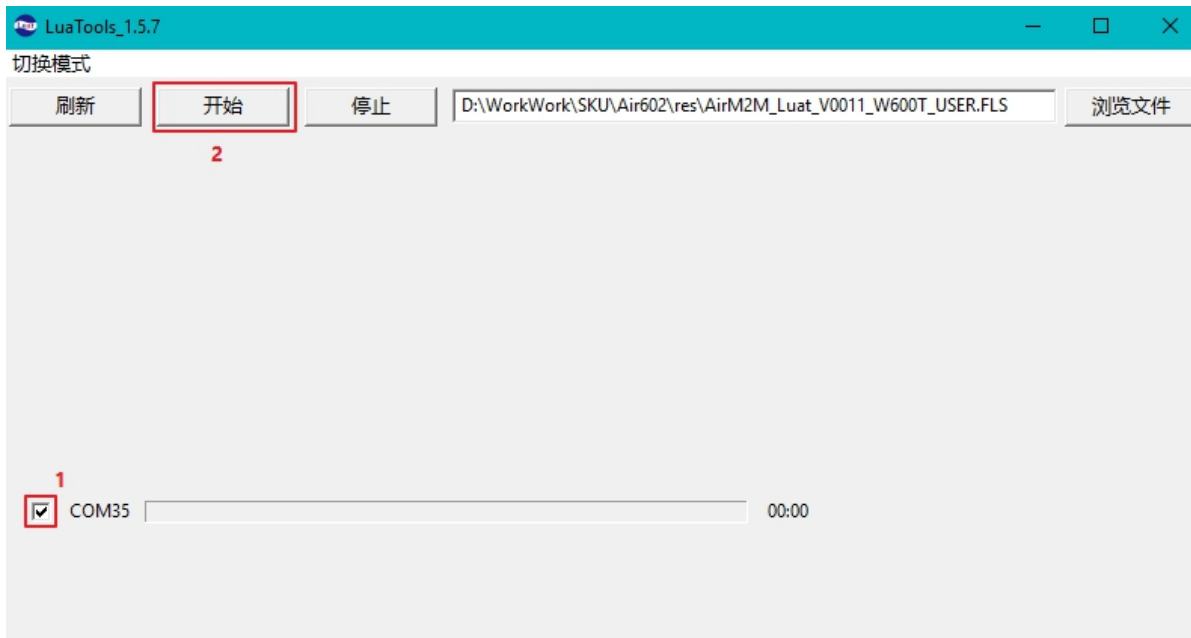 Luat LuaTools_1.5.7
切换模式
刷新 开始 停止 D:\WorkWork\SKU\Air602\res\AirM2M_Luat_V0011_W600T_USER.FLS 浏览文件
2
1
COM35 00:00